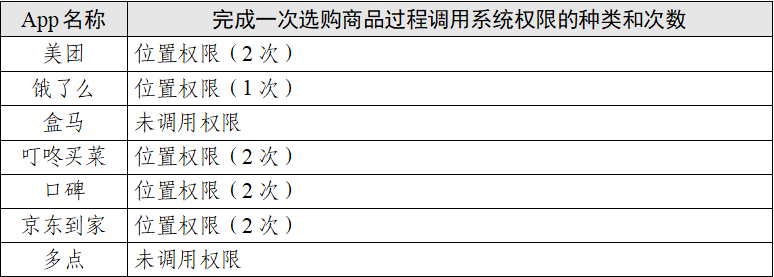 App名称 完成一次选购商品过程调用系统权限的种类和次数
美团 位置权限（2次）
饿了么 位置权限（1次）
盒马 未调用权限
叮咚买菜 位置权限（2次）
口碑 位置权限（2次）
京东到家 位置权限（2次）
多点 未调用权限